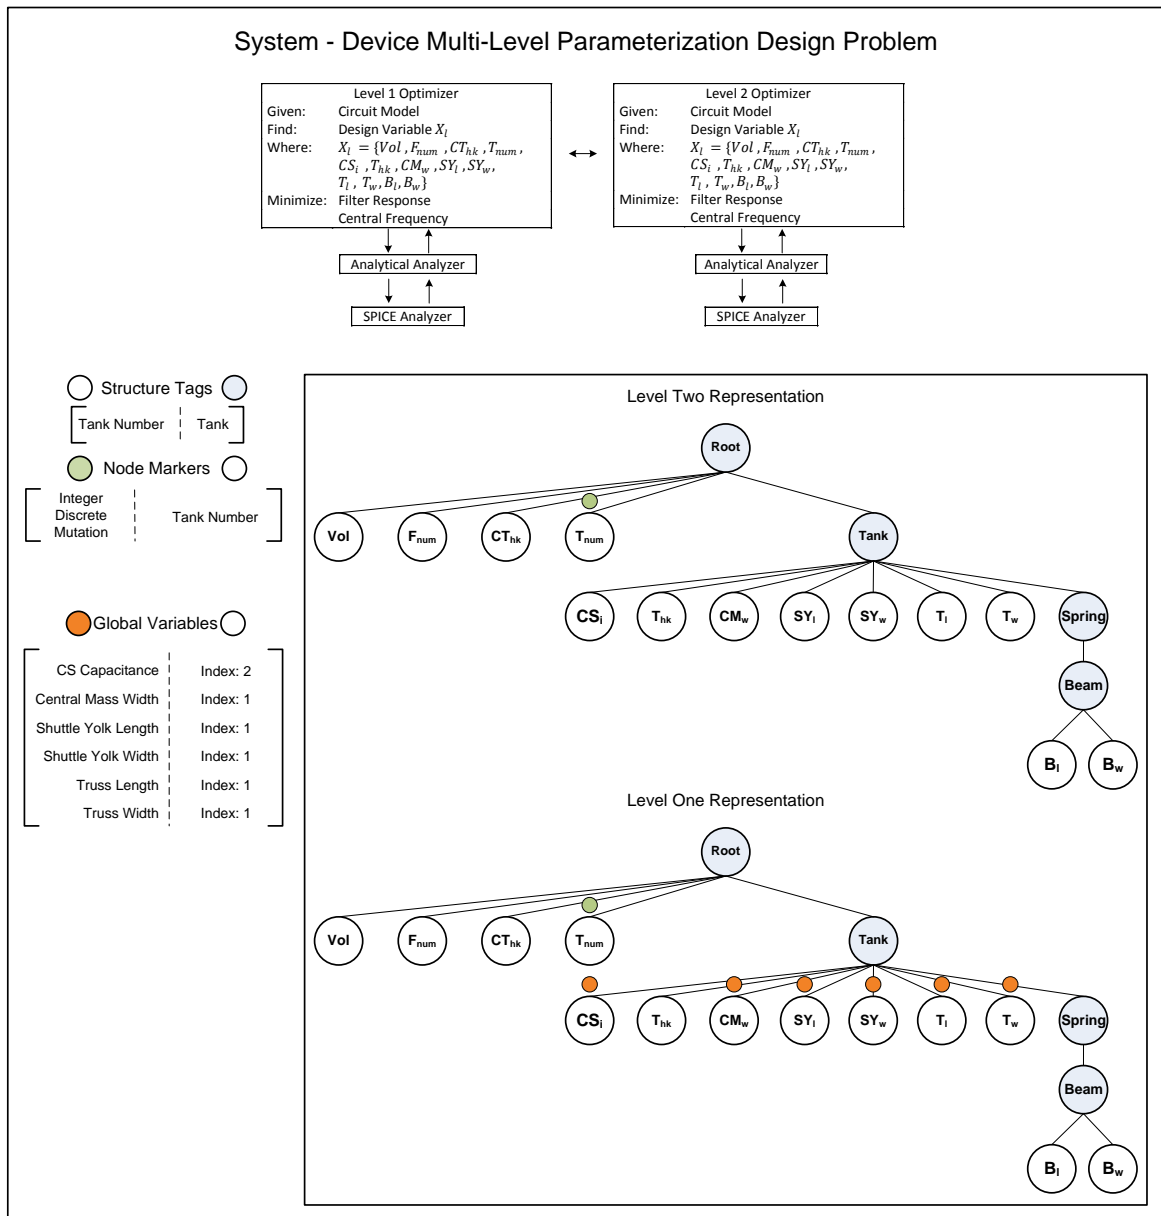 System - Device Multi-Level Parameterization Design Problem
Level 1 Optimizer
Given: Circuit Model
Find: Design Variable X_l
Where: X_l = {Vol , F_num , CT_hk , T_num ,
CS_i , T_hk , CM_w , SY_l , SY_w ,
T_l , T_w , B_l , B_w}
Minimize: Filter Response
Central Frequency
Analytical Analyzer
SPICE Analyzer
Level 2 Optimizer
Given: Circuit Model
Find: Design Variable X_l
Where: X_l = {Vol , F_num , CT_hk , T_num ,
CS_i , T_hk , CM_w , SY_l , SY_w ,
T_l , T_w , B_l , B_w}
Minimize: Filter Response
Central Frequency
Analytical Analyzer
SPICE Analyzer
Structure Tags
Tank Number Tank
Node Markers
Integer
Discrete
Mutation
Tank Number
Global Variables
CS Capacitance Index: 2
Central Mass Width Index: 1
Shuttle Yolk Length Index: 1
Shuttle Yolk Width Index: 1
Truss Length Index: 1
Truss Width Index: 1
Level Two Representation
Root
Vol F_num CT_hk T_num Tank
CS_i T_hk CM_w SY_l SY_w T_l T_w Spring
Beam
B_l B_w
Level One Representation
Root
Vol F_num CT_hk T_num Tank
CS_i T_hk CM_w SY_l SY_w T_l T_w Spring
Beam
B_l B_w